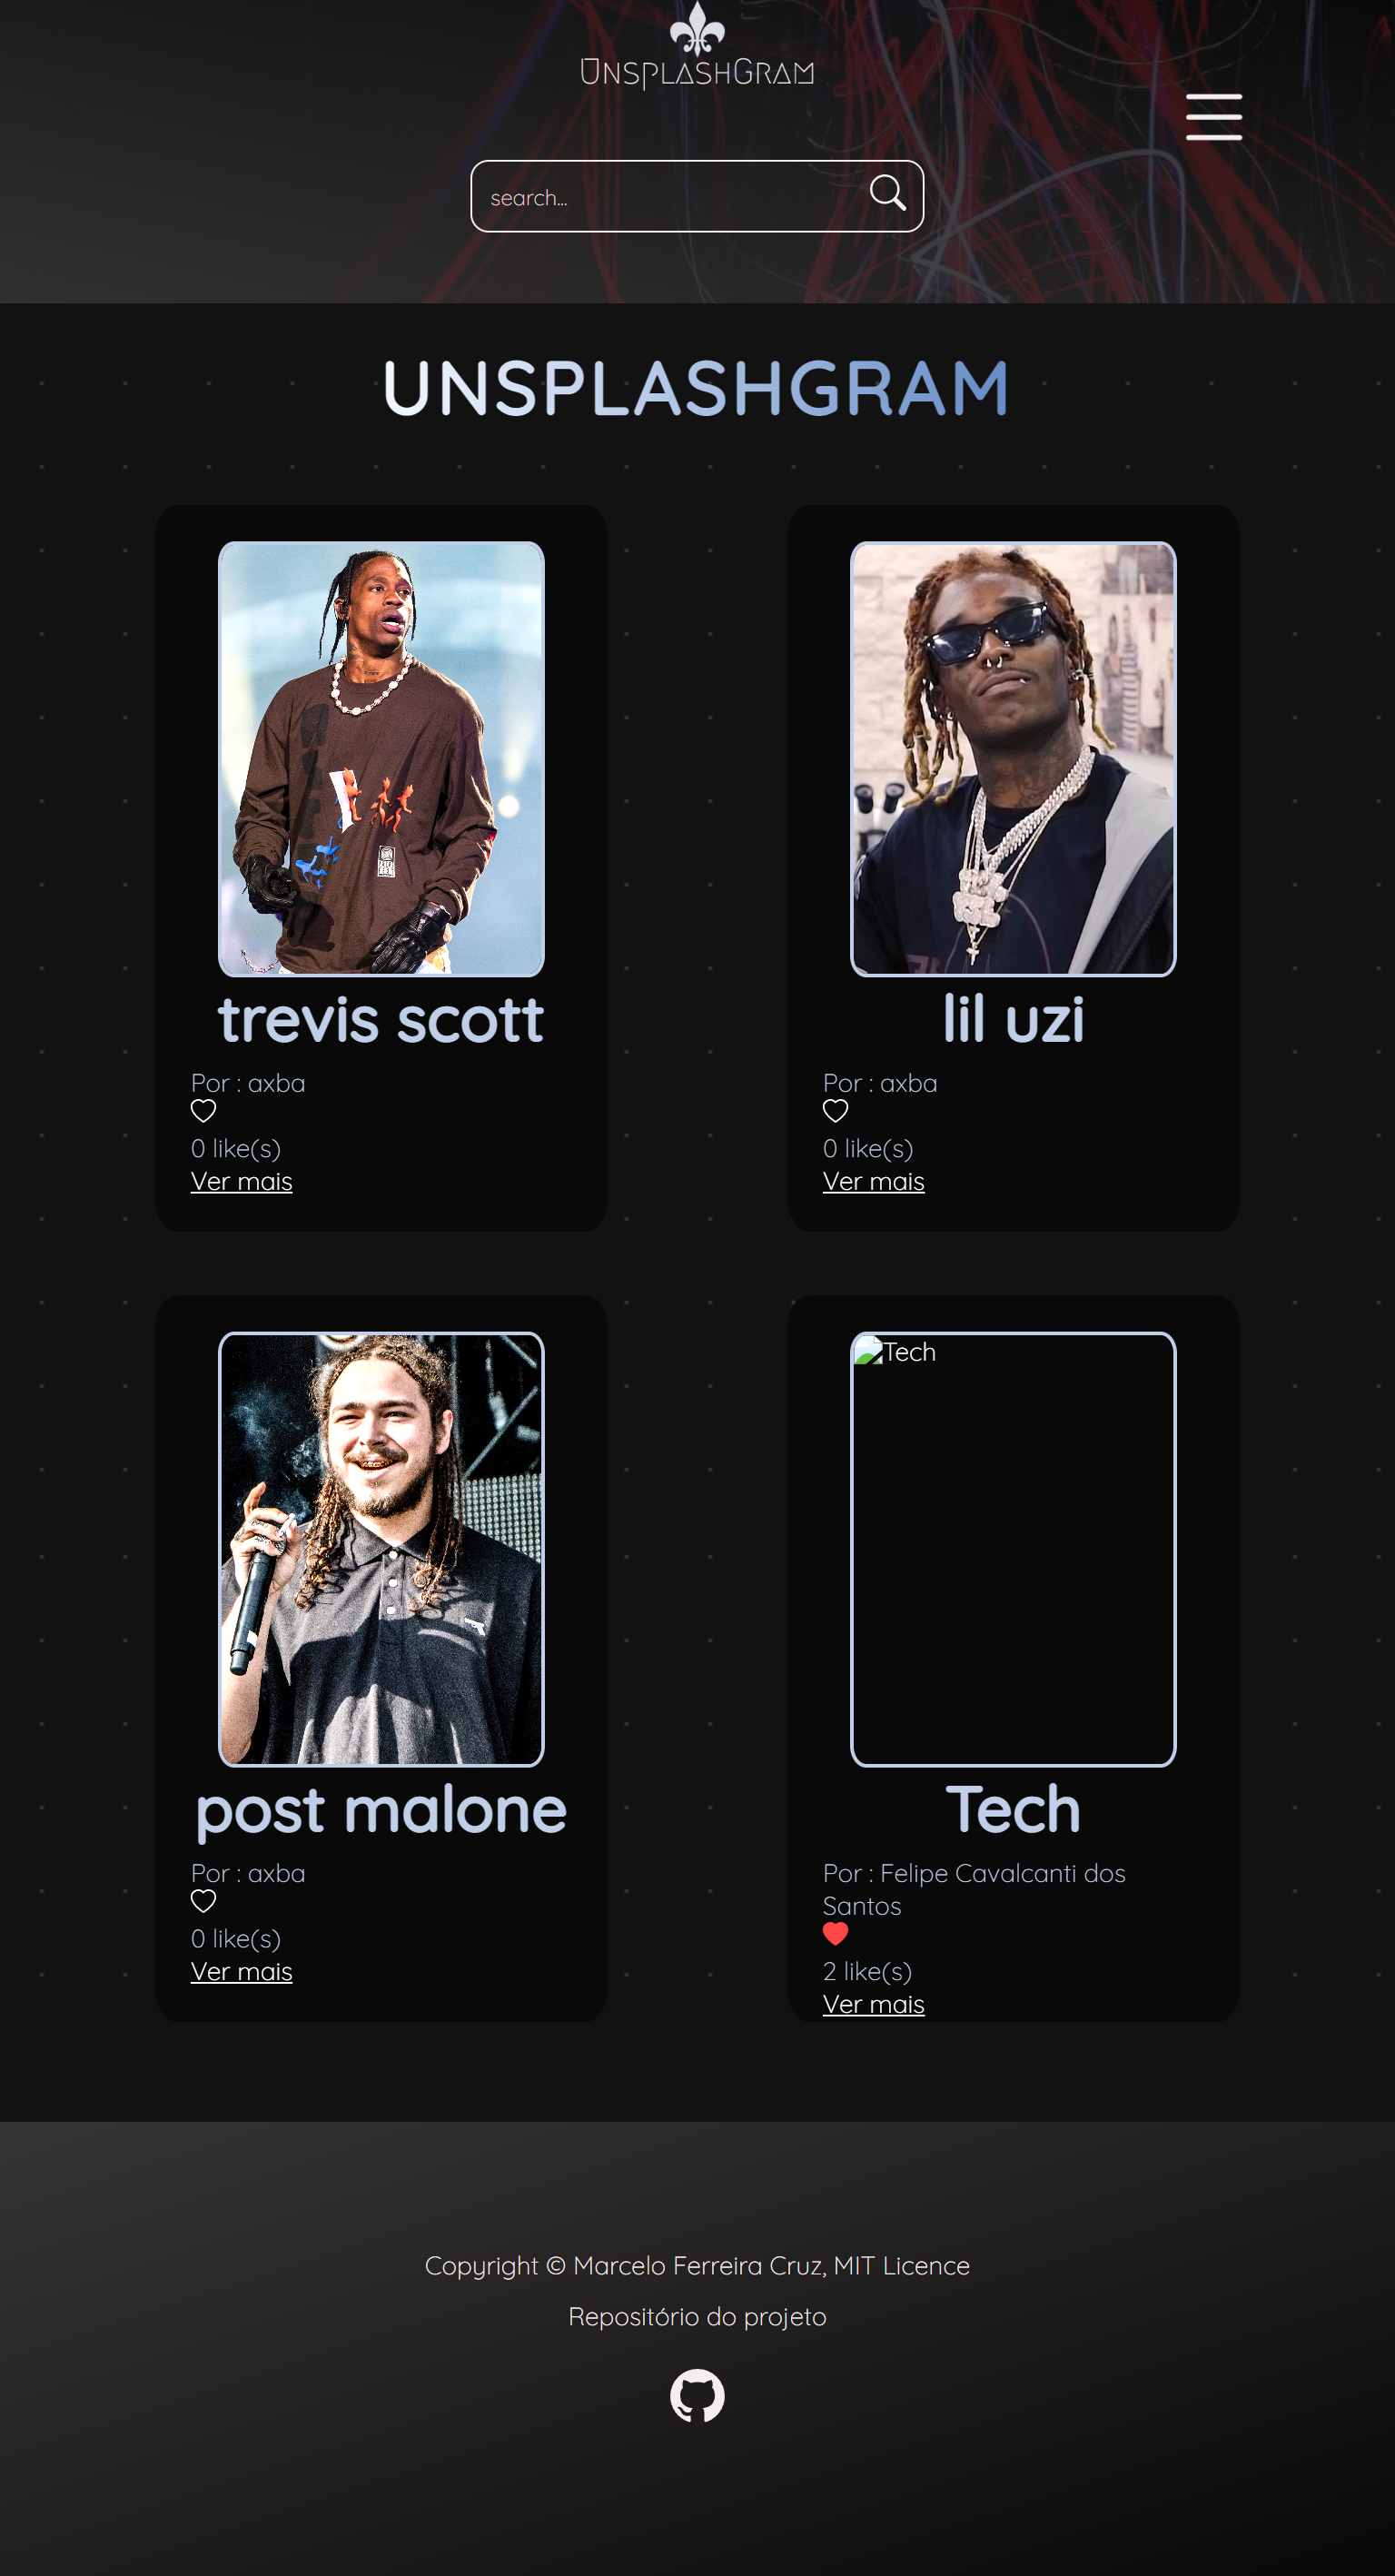 UNSPLASHGRAM
search...
UNSPLASHGRAM
trevis scott
Por : axba
0 like(s)
Ver mais
lil uzi
Por : axba
0 like(s)
Ver mais
post malone
Por : axba
0 like(s)
Ver mais
Tech
Tech
Por : Felipe Cavalcanti dos
Santos
2 like(s)
Ver mais
Copyright © Marcelo Ferreira Cruz, MIT Licence
Repositório do projeto